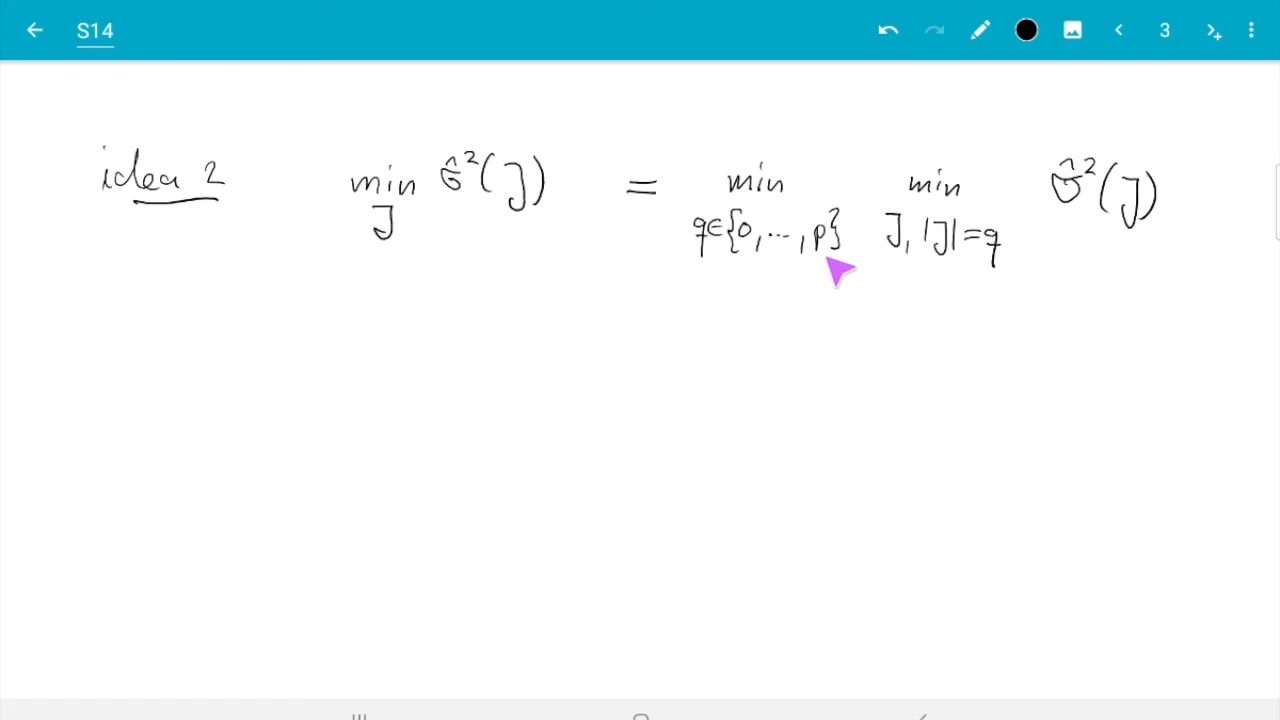 S14 3
idea 2 min σ̂²(J) = min min σ̂²(J)
J q∈{0,...,p} J, |J|=q